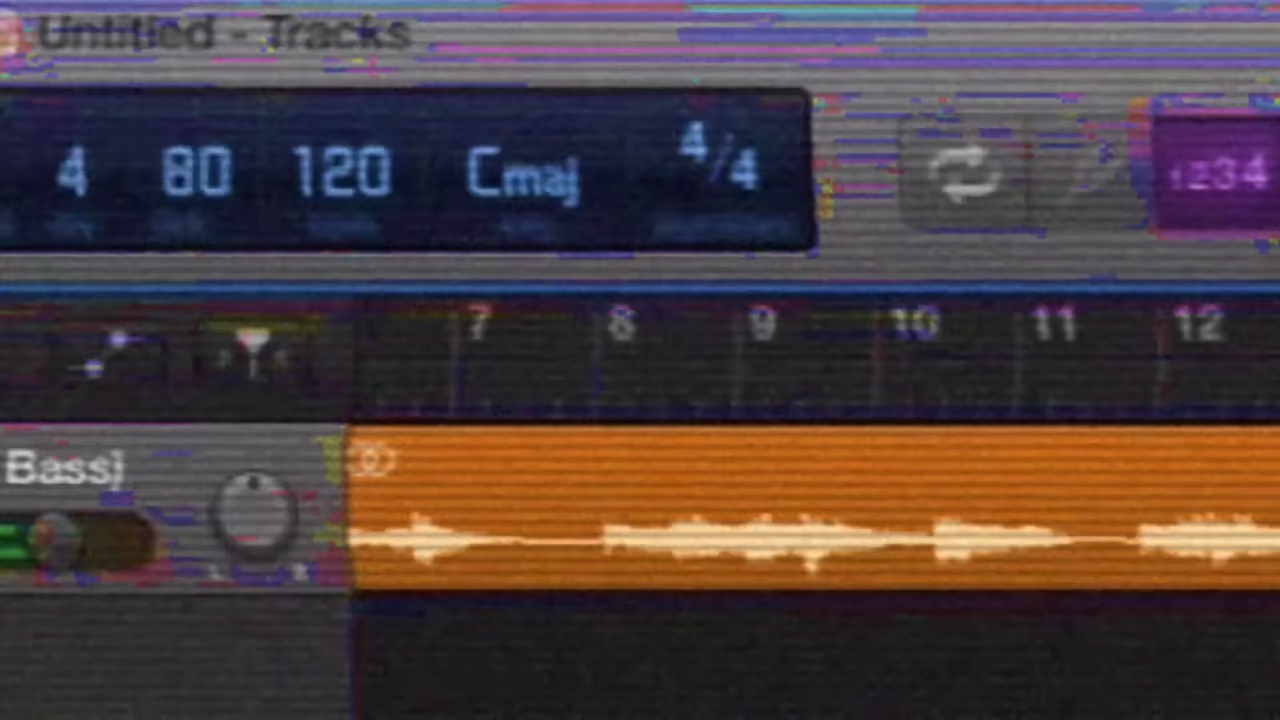 Untitled - Tracks
4 80 120 Cmaj 4/4 1234
7 8 9 10 11 12
Bass)
L R